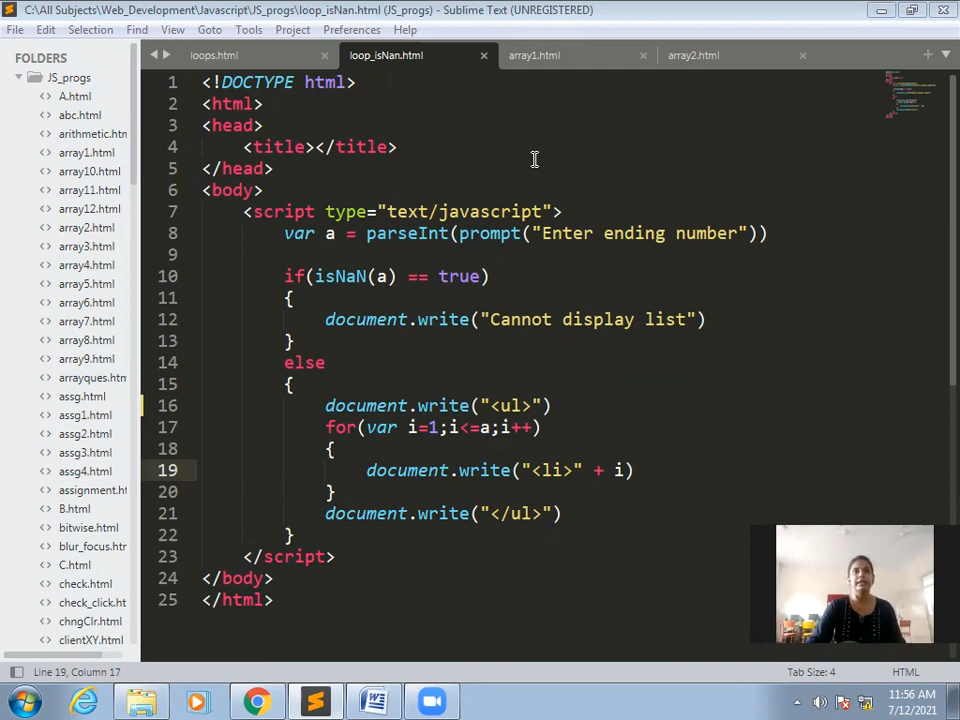 C:\All Subjects\Web_Development\Javascript\JS_progs\loop_isNan.html (JS_progs) - Sublime Text (UNREGISTERED)
File Edit Selection Find View Goto Tools Project Preferences Help
FOLDERS
JS_progs
A.html
abc.html
arithmetic.htm
array1.html
array10.html
array11.html
array12.html
array2.html
array3.html
array4.html
array5.html
array6.html
array7.html
array8.html
array9.html
arrayques.htm
assg.html
assg1.html
assg2.html
assg3.html
assg4.html
assignment.ht
B.html
bitwise.html
blur_focus.htr
C.html
check.html
check_click.ht
chngClr.html
clientXY.html
loops.html loop_isNan.html array1.html array2.html
1 <!DOCTYPE html>
2 <html>
3 <head>
4 <title></title>
5 </head>
6 <body>
7 <script type="text/javascript">
8 var a = parseInt(prompt("Enter ending number"))
9
10 if(isNaN(a) == true)
11 {
12 document.write("Cannot display list")
13 }
14 else
15 {
16 document.write("<ul>")
17 for(var i=1;i<=a;i++)
18 {
19 document.write("<li>" + i)
20 }
21 document.write("</ul>")
22 }
23 </script>
24 </body>
25 </html>
Line 19, Column 17 Tab Size: 4 HTML
11:56 AM
7/12/2021